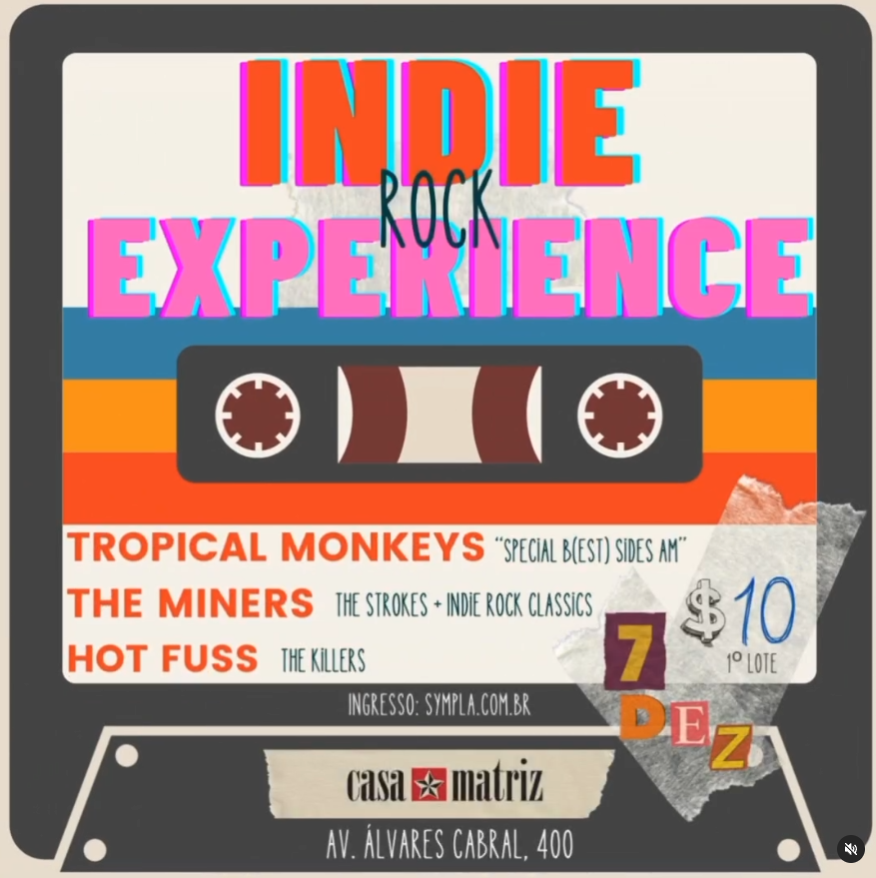 INDIE
ROCK
EXPERIENCE
TROPICAL MONKEYS "SPECIAL B(EST) SIDES AM"
THE MINERS THE STROKES + INDIE ROCK CLASSICS
HOT FUSS THE KILLERS
$10
1º LOTE
7
DEZ
INGRESSO: SYMPLA.COM.BR
casa matriz
AV. ÁLVARES CABRAL, 400